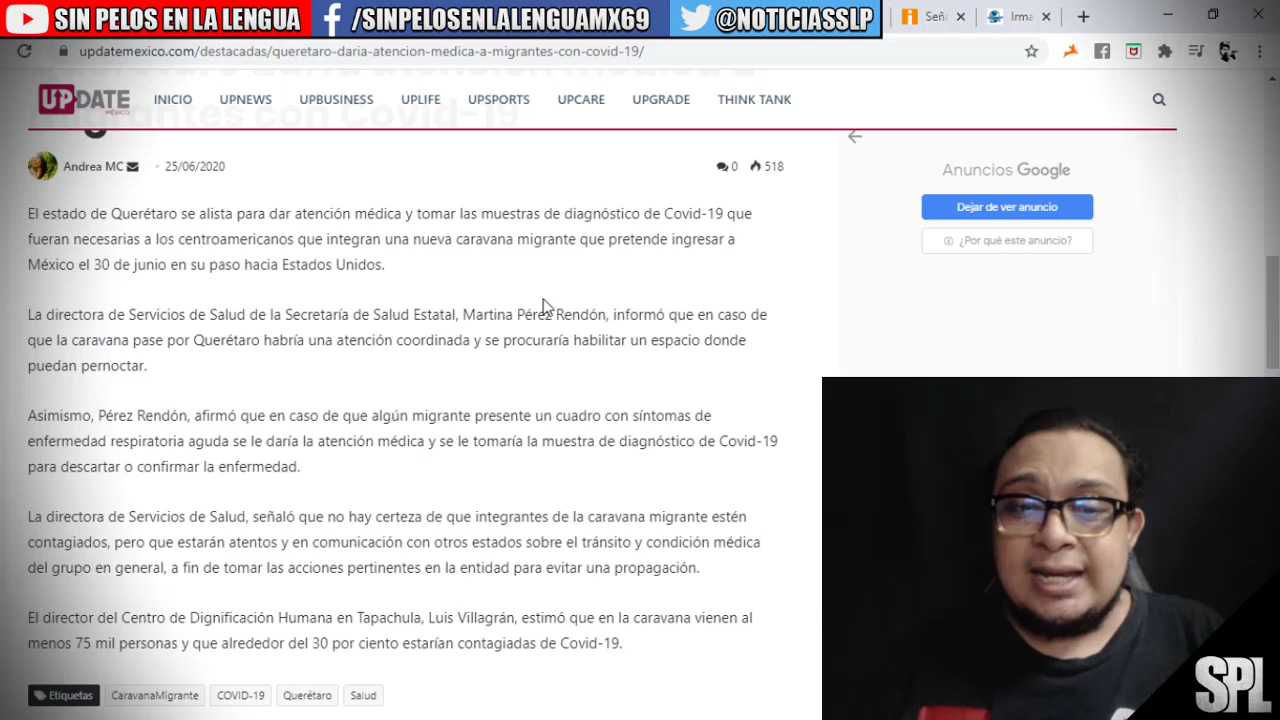 SIN PELOS EN LA LENGUA
/SINPELOSENLALENGUAMX69
@NOTICIASSLP
Seña
Irma
updatemexico.com/destacadas/queretaro-daria-atencion-medica-a-migrantes-con-covid-19/
UPDATE
MÉXICO
INICIO
UPNEWS
UPBUSINESS
UPLIFE
UPSPORTS
UPCARE
UPGRADE
THINK TANK
migrantes con Covid-19
Andrea MC
- 25/06/2020
0
518
Anuncios Google
Dejar de ver anuncio
¿Por qué este anuncio?
El estado de Querétaro se alista para dar atención médica y tomar las muestras de diagnóstico de Covid-19 que
fueran necesarias a los centroamericanos que integran una nueva caravana migrante que pretende ingresar a
México el 30 de junio en su paso hacia Estados Unidos.
La directora de Servicios de Salud de la Secretaría de Salud Estatal, Martina Pérez Rendón, informó que en caso de
que la caravana pase por Querétaro habría una atención coordinada y se procuraría habilitar un espacio donde
puedan pernoctar.
Asimismo, Pérez Rendón, afirmó que en caso de que algún migrante presente un cuadro con síntomas de
enfermedad respiratoria aguda se le daría la atención médica y se le tomaría la muestra de diagnóstico de Covid-19
para descartar o confirmar la enfermedad.
La directora de Servicios de Salud, señaló que no hay certeza de que integrantes de la caravana migrante estén
contagiados, pero que estarán atentos y en comunicación con otros estados sobre el tránsito y condición médica
del grupo en general, a fin de tomar las acciones pertinentes en la entidad para evitar una propagación.
El director del Centro de Dignificación Humana en Tapachula, Luis Villagrán, estimó que en la caravana vienen al
menos 75 mil personas y que alrededor del 30 por ciento estarían contagiadas de Covid-19.
Etiquetas
CaravanaMigrante
COVID-19
Querétaro
Salud
SPL